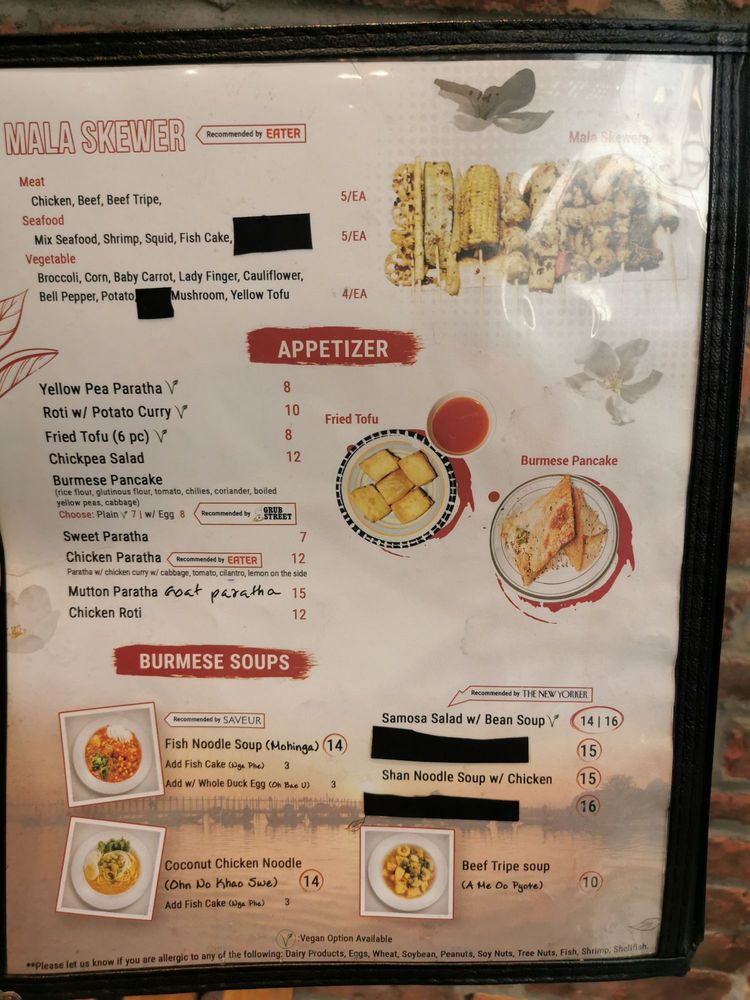 MALA SKEWER
Recommended by EATER
Mala Skewers
Meat
Chicken, Beef, Beef Tripe,
5/EA
Seafood
Mix Seafood, Shrimp, Squid, Fish Cake,
5/EA
Vegetable
Broccoli, Corn, Baby Carrot, Lady Finger, Cauliflower,
Bell Pepper, Potato, Mushroom, Yellow Tofu
4/EA
APPETIZER
Yellow Pea Paratha 8
Roti w/ Potato Curry 10
Fried Tofu (6 pc) 8
Chickpea Salad 12
Burmese Pancake
(rice flour, glutinous flour, tomato, chilies, coriander, boiled
yellow peas, cabbage)
Choose: Plain 7 | w/ Egg 8
Recommended by GRUB STREET
Sweet Paratha 7
Chicken Paratha Recommended by EATER 12
Paratha w/ chicken curry w/ cabbage, tomato, cilantro, lemon on the side
Mutton Paratha Goat paratha 15
Chicken Roti 12
Fried Tofu
Burmese Pancake
BURMESE SOUPS
Recommended by SAVEUR
Fish Noodle Soup (Mohinga) 14
Add Fish Cake (Nga Phe) 3
Add w/ Whole Duck Egg (Oh Bae U) 3
Coconut Chicken Noodle
(Ohn No Khao Swe) 14
Add Fish Cake (Nga Phe) 3
Recommended by THE NEW YORKER
Samosa Salad w/ Bean Soup 14 | 16
15
Shan Noodle Soup w/ Chicken 15
16
Beef Tripe soup
(A Me Oo Pyote) 10
:Vegan Option Available
**Please let us know if you are allergic to any of the following: Dairy Products, Eggs, Wheat, Soybean, Peanuts, Soy Nuts, Tree Nuts, Fish, Shrimp, Shellfish.